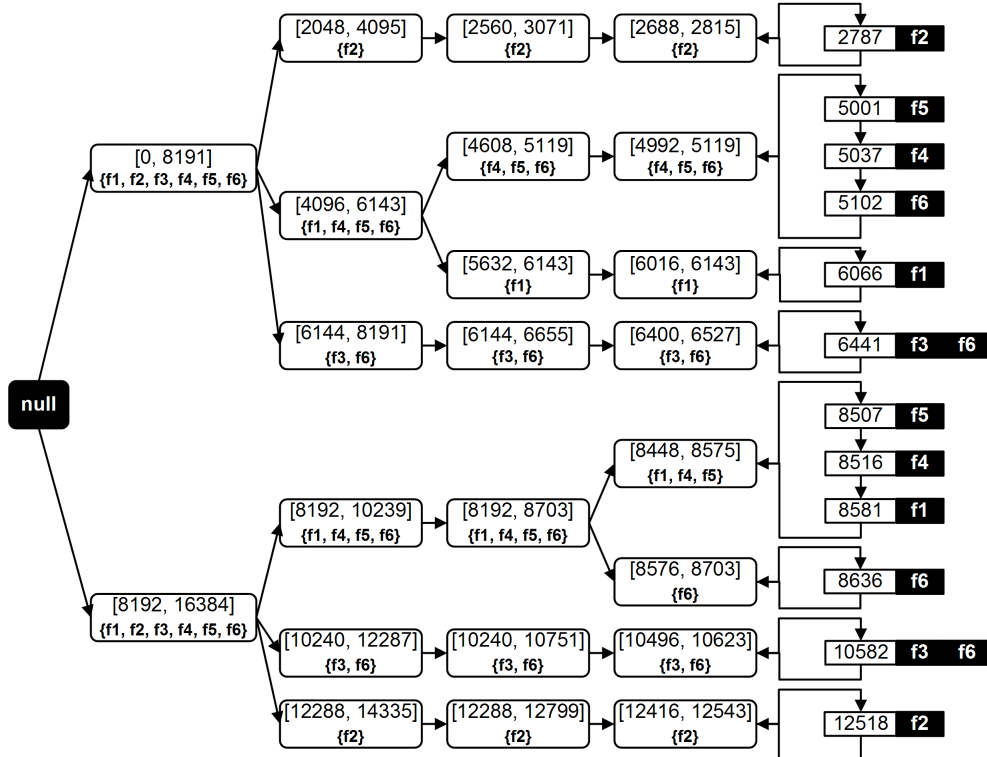 [2048, 4095]
{f2}
[2560, 3071]
{f2}
[2688, 2815]
{f2}
2787 f2
[0, 8191]
{f1, f2, f3, f4, f5, f6}
[4096, 6143]
{f1, f4, f5, f6}
[4608, 5119]
{f4, f5, f6}
[4992, 5119]
{f4, f5, f6}
5001 f5
5037 f4
5102 f6
[5632, 6143]
{f1}
[6016, 6143]
{f1}
6066 f1
[6144, 8191]
{f3, f6}
[6144, 6655]
{f3, f6}
[6400, 6527]
{f3, f6}
6441 f3 f6
null
[8192, 16384]
{f1, f2, f3, f4, f5, f6}
[8192, 10239]
{f1, f4, f5, f6}
[8192, 8703]
{f1, f4, f5, f6}
[8448, 8575]
{f1, f4, f5}
8507 f5
8516 f4
8581 f1
[8576, 8703]
{f6}
8636 f6
[10240, 12287]
{f3, f6}
[10240, 10751]
{f3, f6}
[10496, 10623]
{f3, f6}
10582 f3 f6
[12288, 14335]
{f2}
[12288, 12799]
{f2}
[12416, 12543]
{f2}
12518 f2